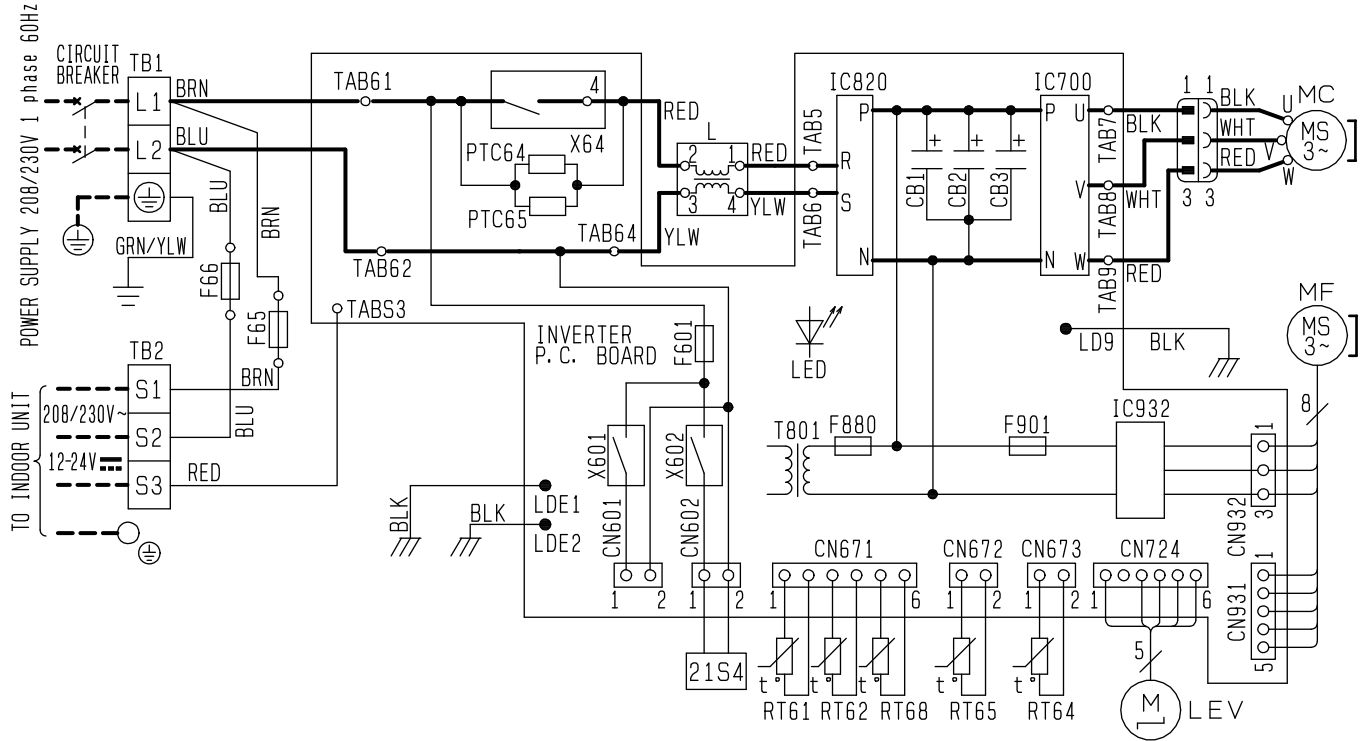 POWER SUPPLY 208/230V 1 phase 60Hz
CIRCUIT
BREAKER
TB1
L1
L2
BRN
BLU
GRN/YLW
BLU
BRN
F66
F65
TAB61
TAB62
TABS3
4
X64
PTC64
PTC65
RED
TAB64
YLW
L
2
1
3
4
RED
YLW
TAB5
TAB6
IC820
P
R
S
N
CB1
+
CB2
+
CB3
+
IC700
P
U
V
N
W
TAB7
TAB8
TAB9
BLK
WHT
RED
1
1
3
3
BLK
WHT
RED
U
V
W
MC
MS
3~
MF
MS
3~
8
TB2
S1
S2
S3
BRN
BLU
RED
208/230V~
12-24V
TO INDOOR UNIT
INVERTER
P.C. BOARD
F601
LED
LD9
BLK
X601
X602
BLK
LDE1
BLK
LDE2
CN601
CN602
1
2
1
2
21S4
T801
F880
F901
IC932
1
3
CN932
CN931
1
5
CN671
1
6
CN672
1
2
CN673
1
2
CN724
1
6
t°
RT61
t°
RT62
t°
RT68
t°
RT65
t°
RT64
5
M
LEV